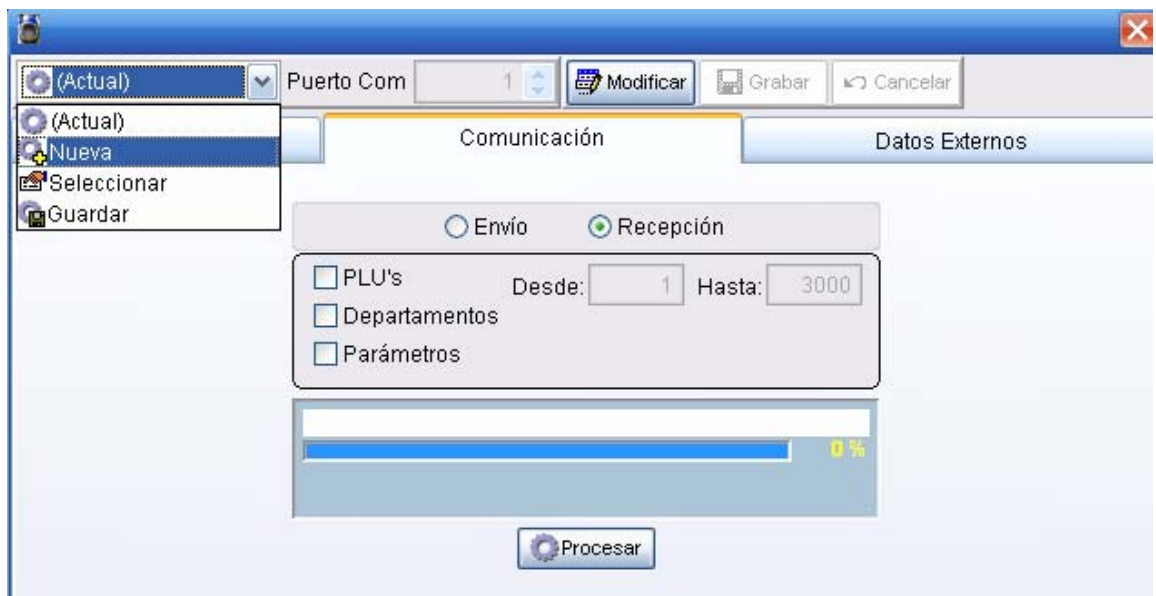 (Actual) Puerto Com 1 Modificar Grabar Cancelar
(Actual)
Nueva
Seleccionar
Guardar
Comunicación Datos Externos
Envío Recepción
PLU's Desde: 1 Hasta: 3000
Departamentos
Parámetros
0 %
Procesar